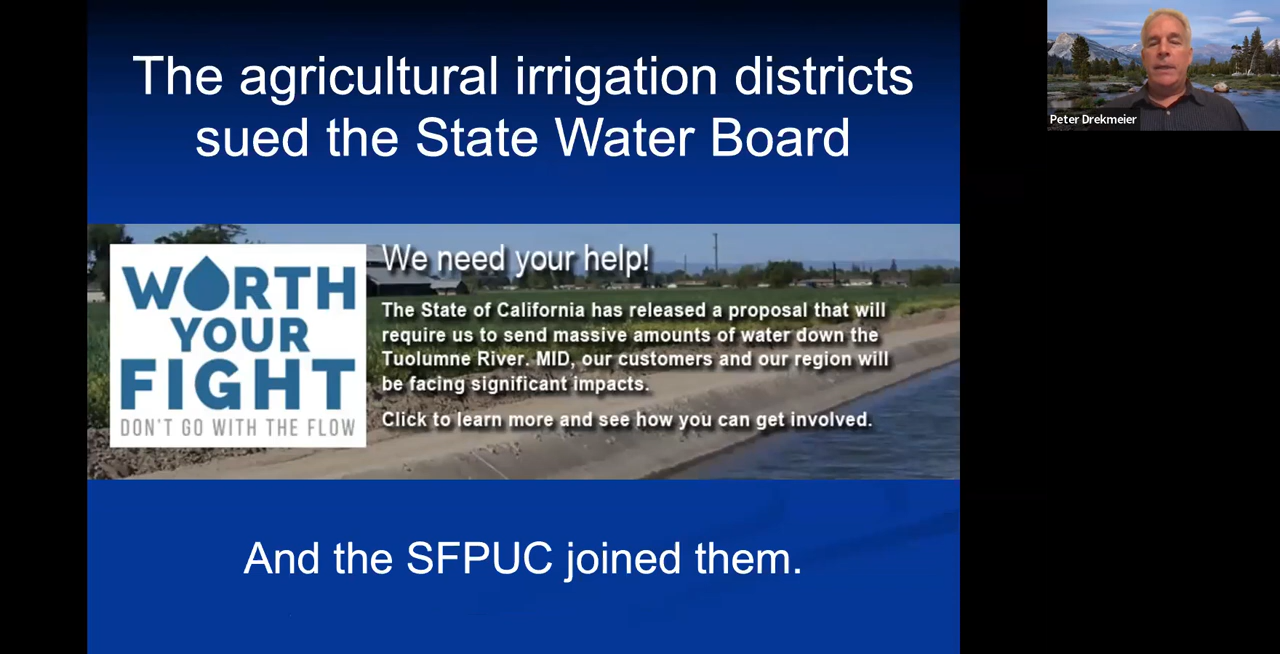 The agricultural irrigation districts
sued the State Water Board
WORTH
YOUR
FIGHT
DON'T GO WITH THE FLOW
We need your help!
The State of California has released a proposal that will
require us to send massive amounts of water down the
Tuolumne River. MID, our customers and our region will
be facing significant impacts.
Click to learn more and see how you can get involved.
And the SFPUC joined them.
Peter Drekmeier